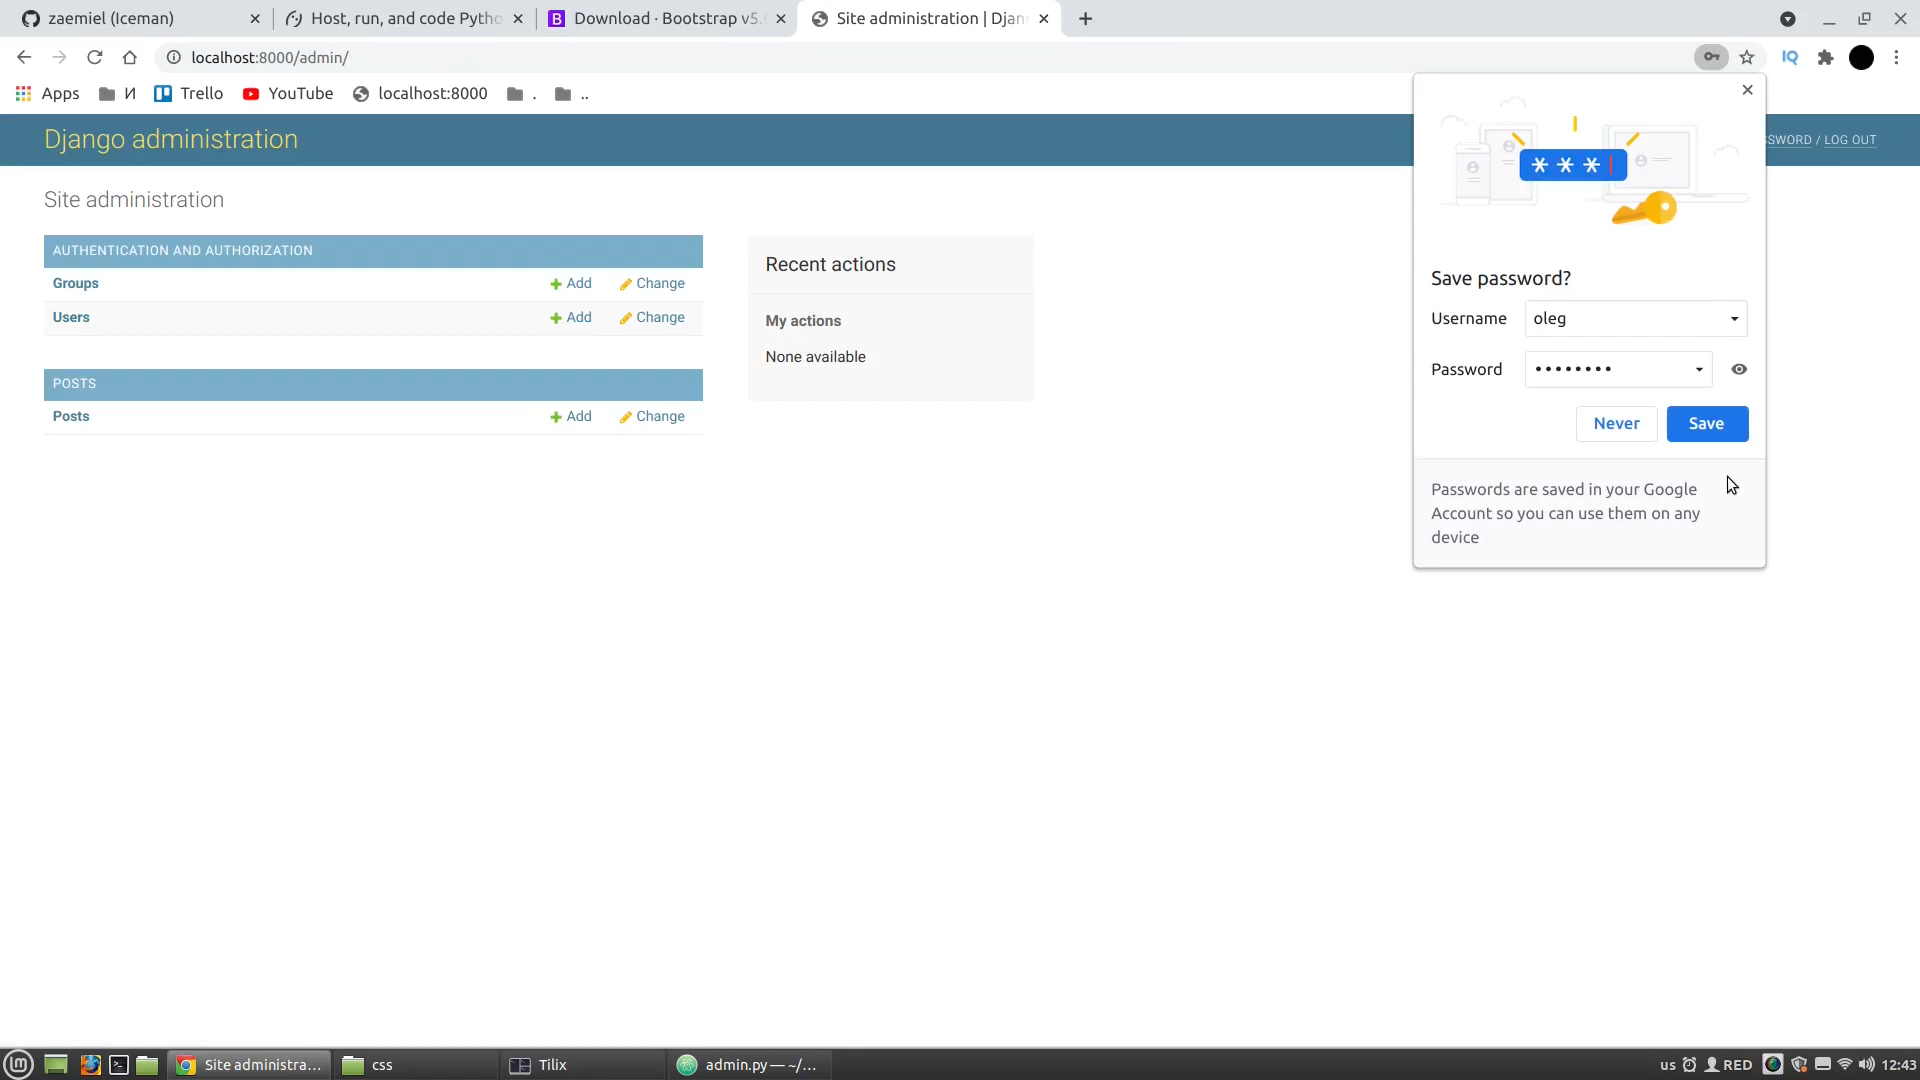 zaemiel (Iceman)
Host, run, and code Pytho
Download · Bootstrap v5.
Site administration | Djan
localhost:8000/admin/
IQ
Apps
И
Trello
YouTube
localhost:8000
.
..
Django administration
SWORD / LOG OUT
Site administration
AUTHENTICATION AND AUTHORIZATION
Groups Add Change
Users Add Change
POSTS
Posts Add Change
Recent actions
My actions
None available
Save password?
Username oleg
Password ••••••••
Never Save
Passwords are saved in your Google
Account so you can use them on any
device
Site administra...
css
Tilix
admin.py — ~/...
us
RED
12:43